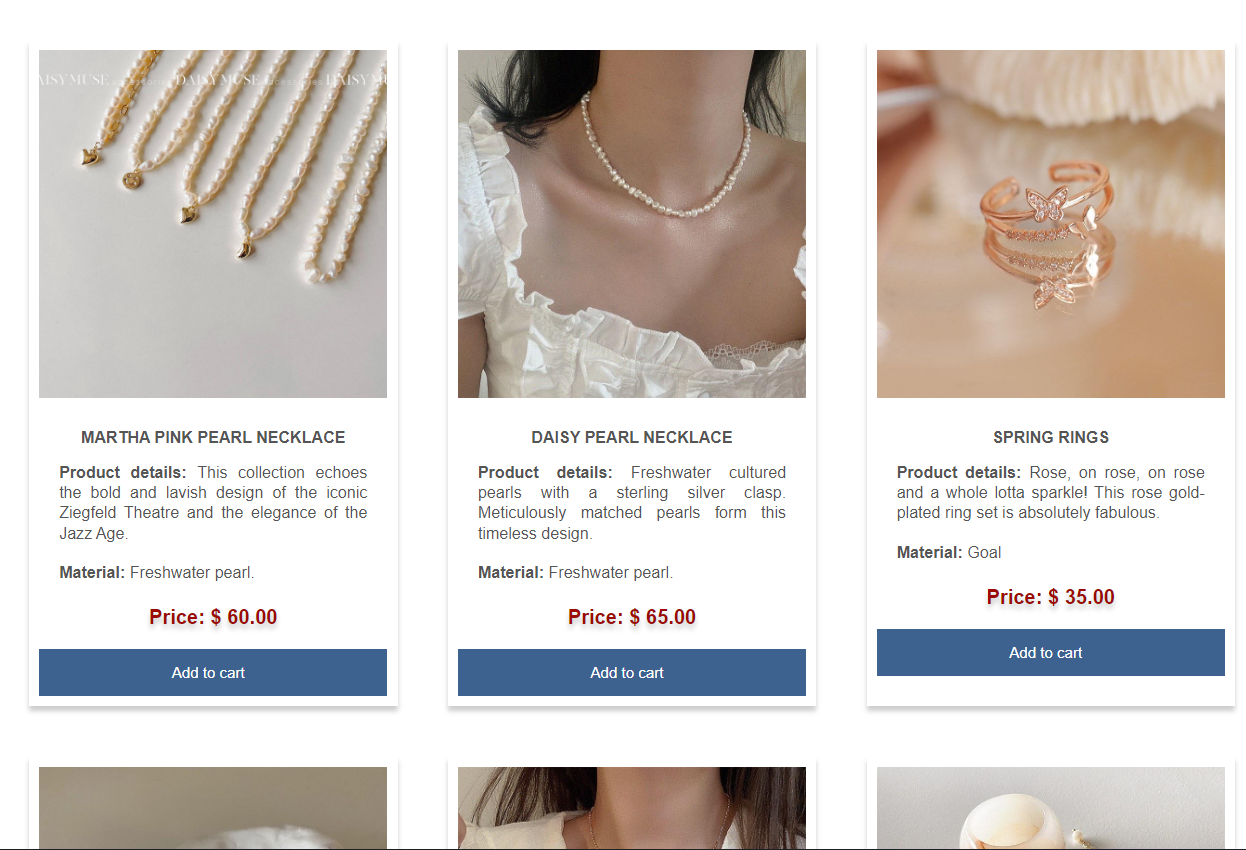 DAISY MUSE
MARTHA PINK PEARL NECKLACE
Product details: This collection echoes
the bold and lavish design of the iconic
Ziegfeld Theatre and the elegance of the
Jazz Age.
Material: Freshwater pearl.
Price: $ 60.00
Add to cart
DAISY PEARL NECKLACE
Product details: Freshwater cultured
pearls with a sterling silver clasp.
Meticulously matched pearls form this
timeless design.
Material: Freshwater pearl.
Price: $ 65.00
Add to cart
SPRING RINGS
Product details: Rose, on rose, on rose
and a whole lotta sparkle! This rose gold-
plated ring set is absolutely fabulous.
Material: Goal
Price: $ 35.00
Add to cart